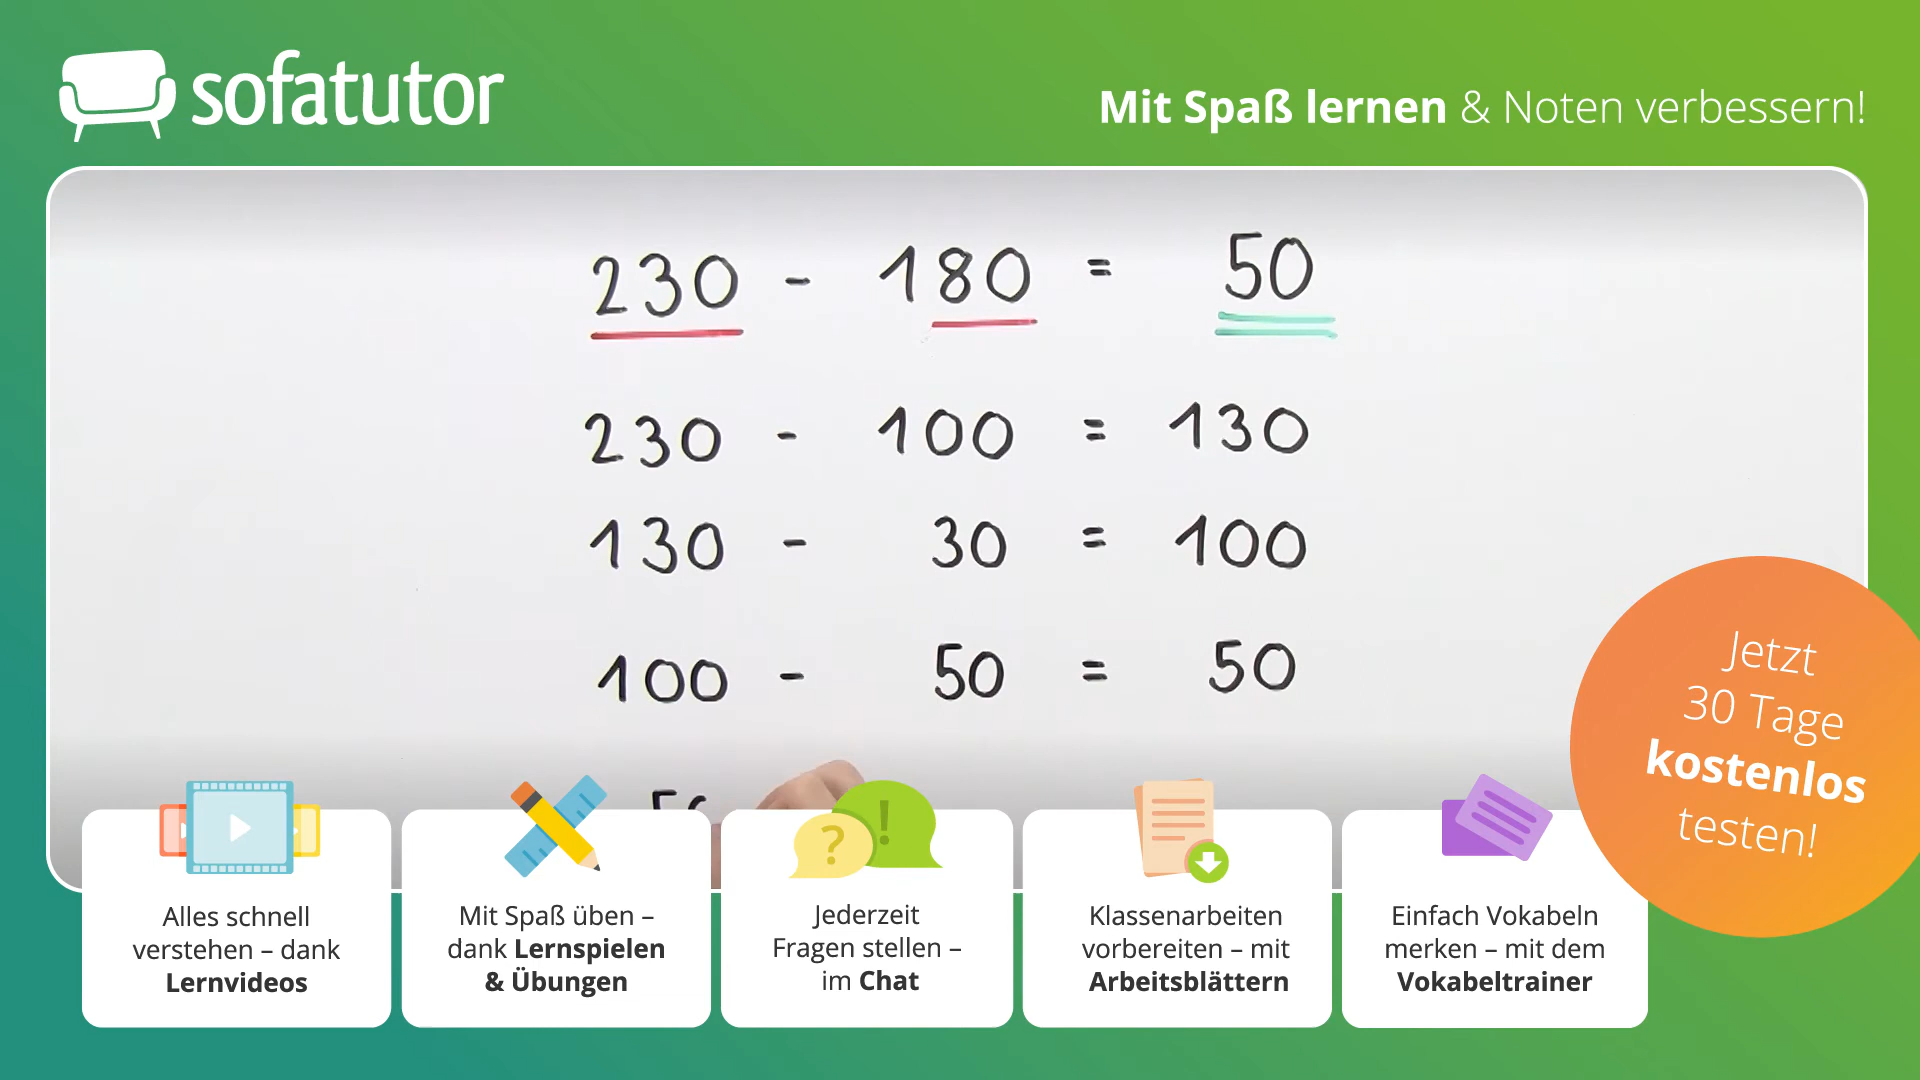 sofatutor
Mit Spaß lernen & Noten verbessern!
230 - 180 = 50
230 - 100 = 130
130 - 30 = 100
100 - 50 = 50
Jetzt
30 Tage
kostenlos
testen!
? !
Alles schnell
verstehen – dank
Lernvideos
Mit Spaß üben –
dank Lernspielen
& Übungen
Jederzeit
Fragen stellen –
im Chat
Klassenarbeiten
vorbereiten – mit
Arbeitsblättern
Einfach Vokabeln
merken – mit dem
Vokabeltrainer